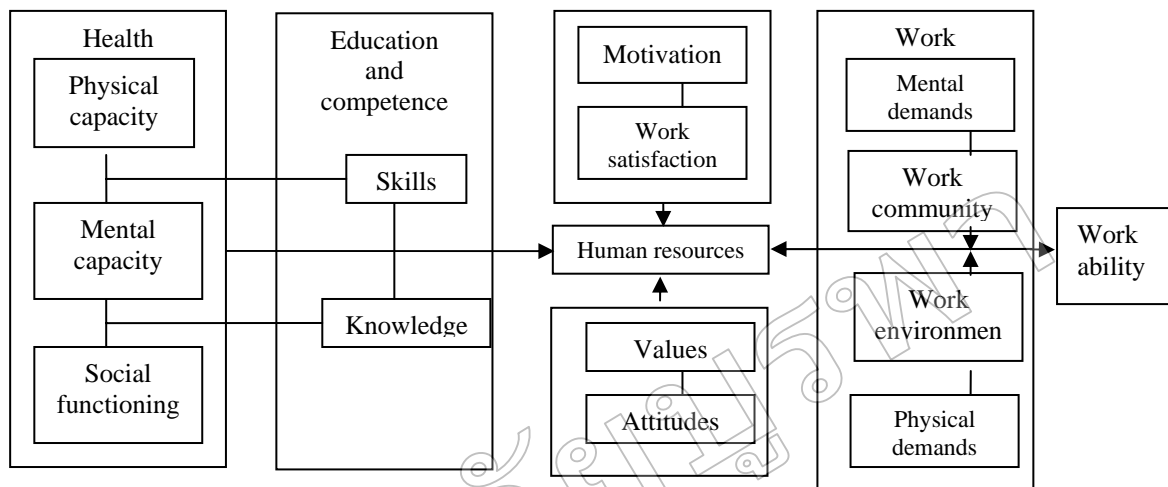 Health
Physical
capacity
Mental
capacity
Social
functioning
Education
and
competence
Skills
Knowledge
Motivation
Work
satisfaction
Human resources
Values
Attitudes
Work
Mental
demands
Work
community
Work
environmen
Physical
demands
Work
ability